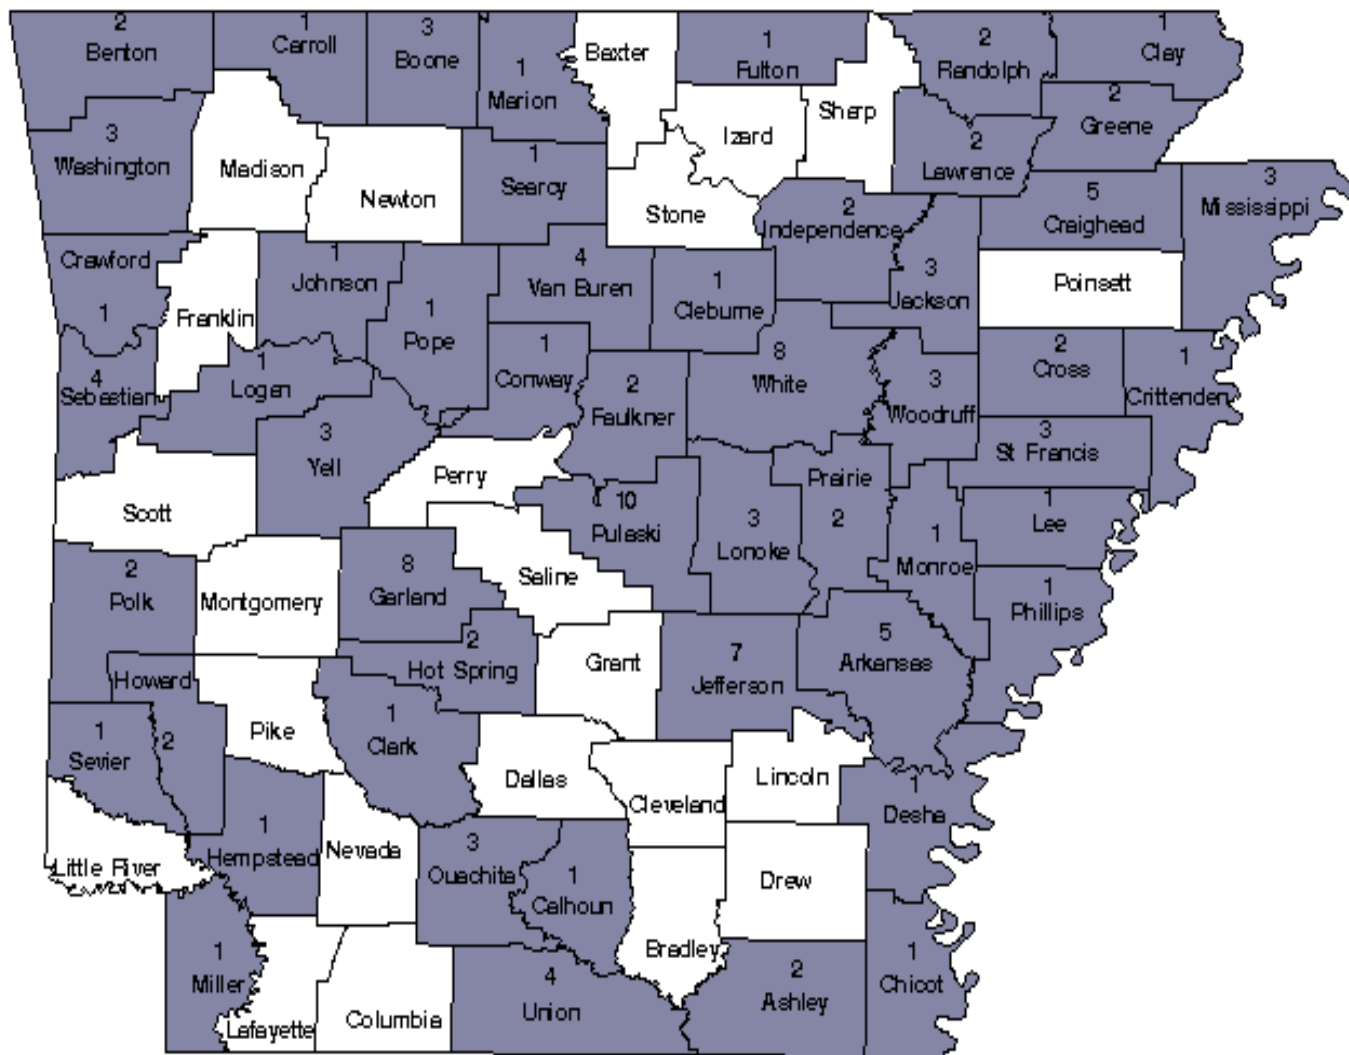 2
Benton
1
Carroll
3
Boone
1
Marion
Baxter
1
Fulton
Sharp
2
Randolph
1
Clay
3
Washington
Madison
Newton
1
Searcy
Stone
Izard
2
Lawrence
2
Greene
5
Craighead
3
Mississippi
Crawford
1
Franklin
1
Johnson
1
Pope
4
Van Buren
1
Cleburne
2
Independence
3
Jackson
Poinsett
4
Sebastian
1
Logan
1
Conway
2
Faulkner
8
White
3
Woodruff
2
Cross
1
Crittenden
3
Yell
Perry
10
Pulaski
3
Lonoke
Prairie
2
1
Monroe
3
St Francis
1
Lee
1
Phillips
Scott
2
Polk
Montgomery
8
Garland
Saline
2
Hot Spring
Grant
7
Jefferson
5
Arkansas
Howard
2
1
Sevier
Pike
1
Clark
Dallas
Cleveland
Lincoln
1
Desha
Little River
1
Hempstead
Nevada
3
Ouachita
1
Calhoun
Bradley
Drew
1
Miller
Lafayette
Columbia
4
Union
2
Ashley
1
Chicot